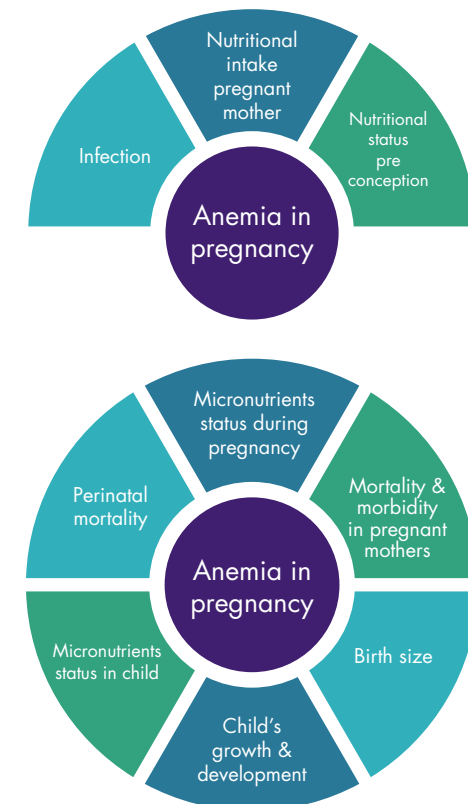 Nutritional
intake
pregnant
mother
Infection
Nutritional
status
pre
conception
Anemia in
pregnancy
Micronutrients
status during
pregnancy
Perinatal
mortality
Mortality &
morbidity
in pregnant
mothers
Anemia in
pregnancy
Micronutrients
status in child
Birth size
Child's
growth &
development